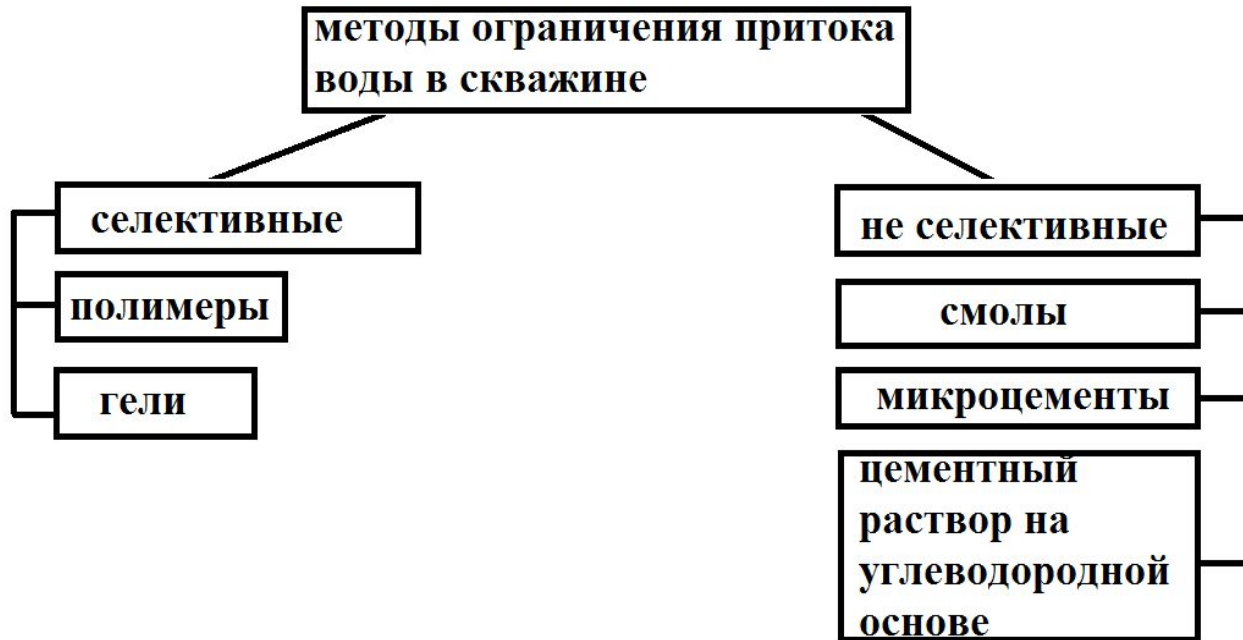 методы ограничения притока
воды в скважине
селективные
полимеры
гели
не селективные
смолы
микроцементы
цементный
раствор на
углеводородной
основе